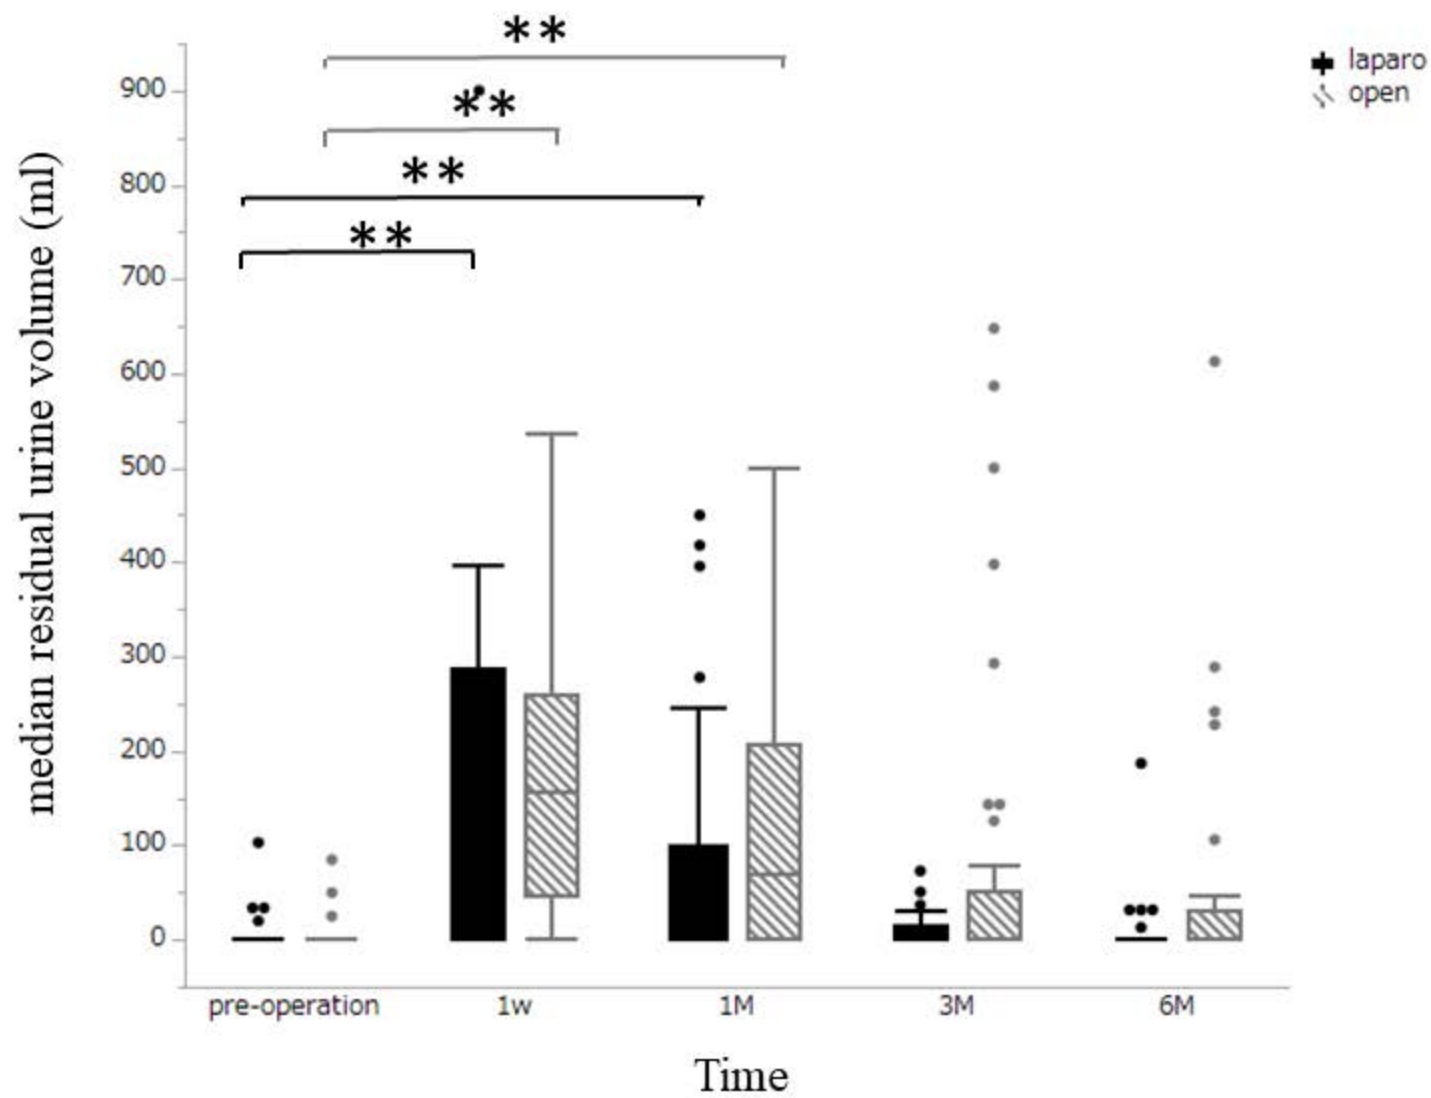 **
**
**
**
laparo
open
median residual urine volume (ml)
900
800
700
600
500
400
300
200
100
0
pre-operation 1w 1M 3M 6M
Time